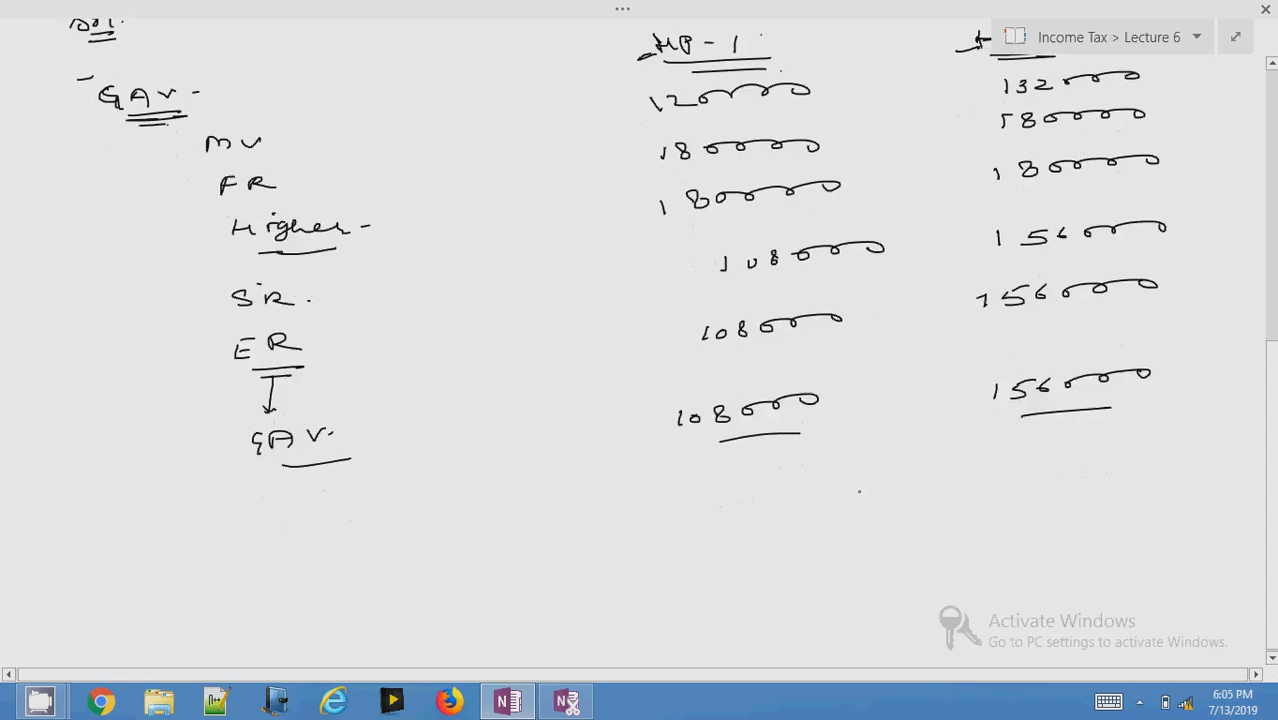 Sol.
HP - 1
Income Tax > Lecture 6
GAV -
120000 132000
MV 180000 180000
FR 180000 180000
Higher - 108000 156000
SR. 108000 156000
ER
GAV. 108000 156000
Activate Windows
Go to PC settings to activate Windows.
6:05 PM
7/13/2019